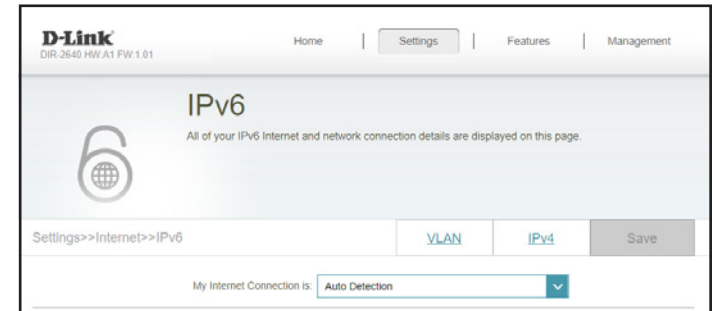 D-Link
DIR-2640 HW:A1 FW:1.01
Home | Settings | Features | Management
IPv6
All of your IPv6 Internet and network connection details are displayed on this page.
Settings>>Internet>>IPv6
VLAN
IPv4
Save
My Internet Connection is: Auto Detection